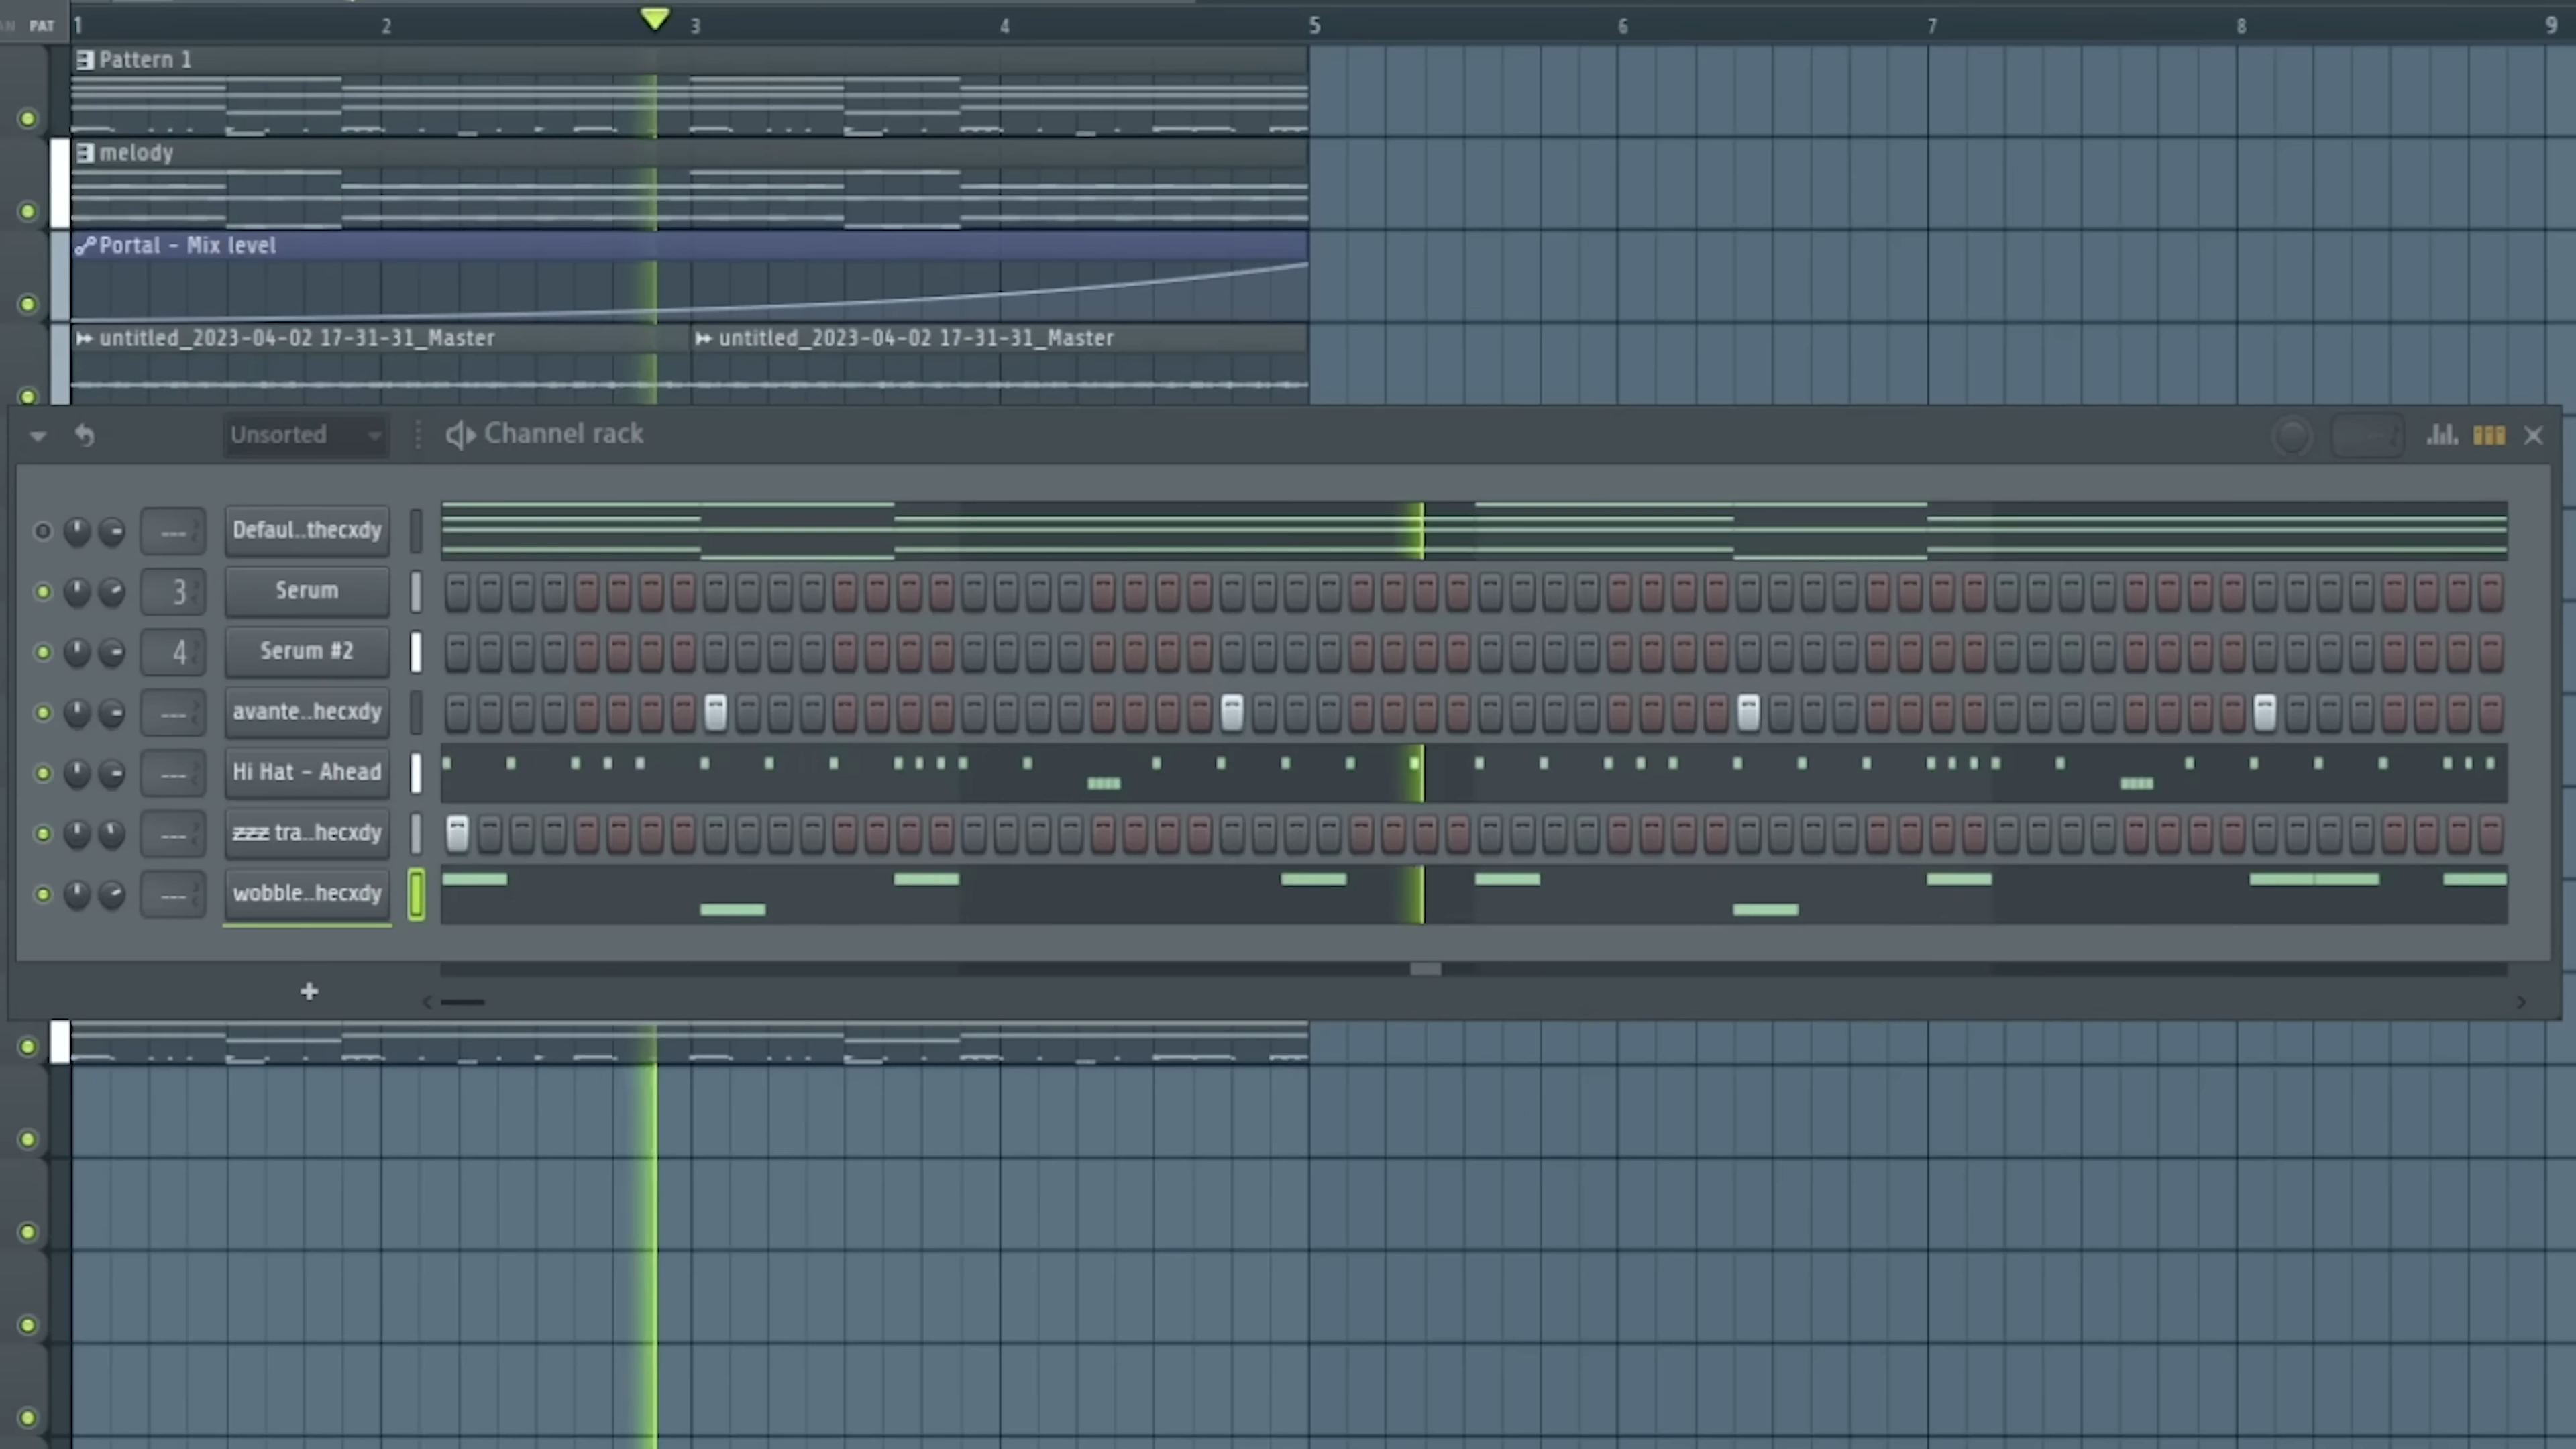 PAT 1 2 3 4 5 6 7 8 9
Pattern 1
melody
Portal - Mix level
untitled_2023-04-02 17-31-31_Master untitled_2023-04-02 17-31-31_Master
Unsorted Channel rack
--- Defaul..thecxdy
3 Serum
4 Serum #2
--- avante..hecxdy
--- Hi Hat - Ahead
--- zzz tra..hecxdy
--- wobble..hecxdy
+